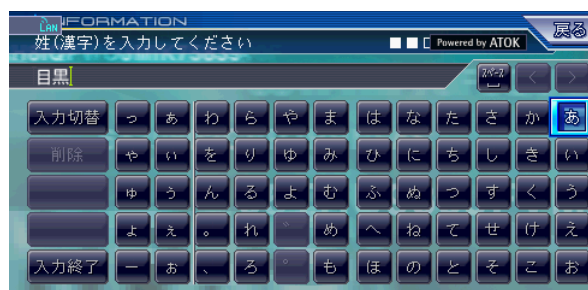 INFORMATION
LAN
戻る
姓(漢字)を入力してください
Powered by ATOK
目黒
スペース < >
入力切替 っ ぁ わ ら や ま は な た さ か あ
削除 ゃ ぃ を り ゆ み ひ に ち し き い
ゅ ぅ ん る よ む ふ ぬ つ す く う
ょ ぇ 。 れ ゛ め へ ね て せ け え
入力終了 ー ぉ 、 ろ ゜ も ほ の と そ こ お